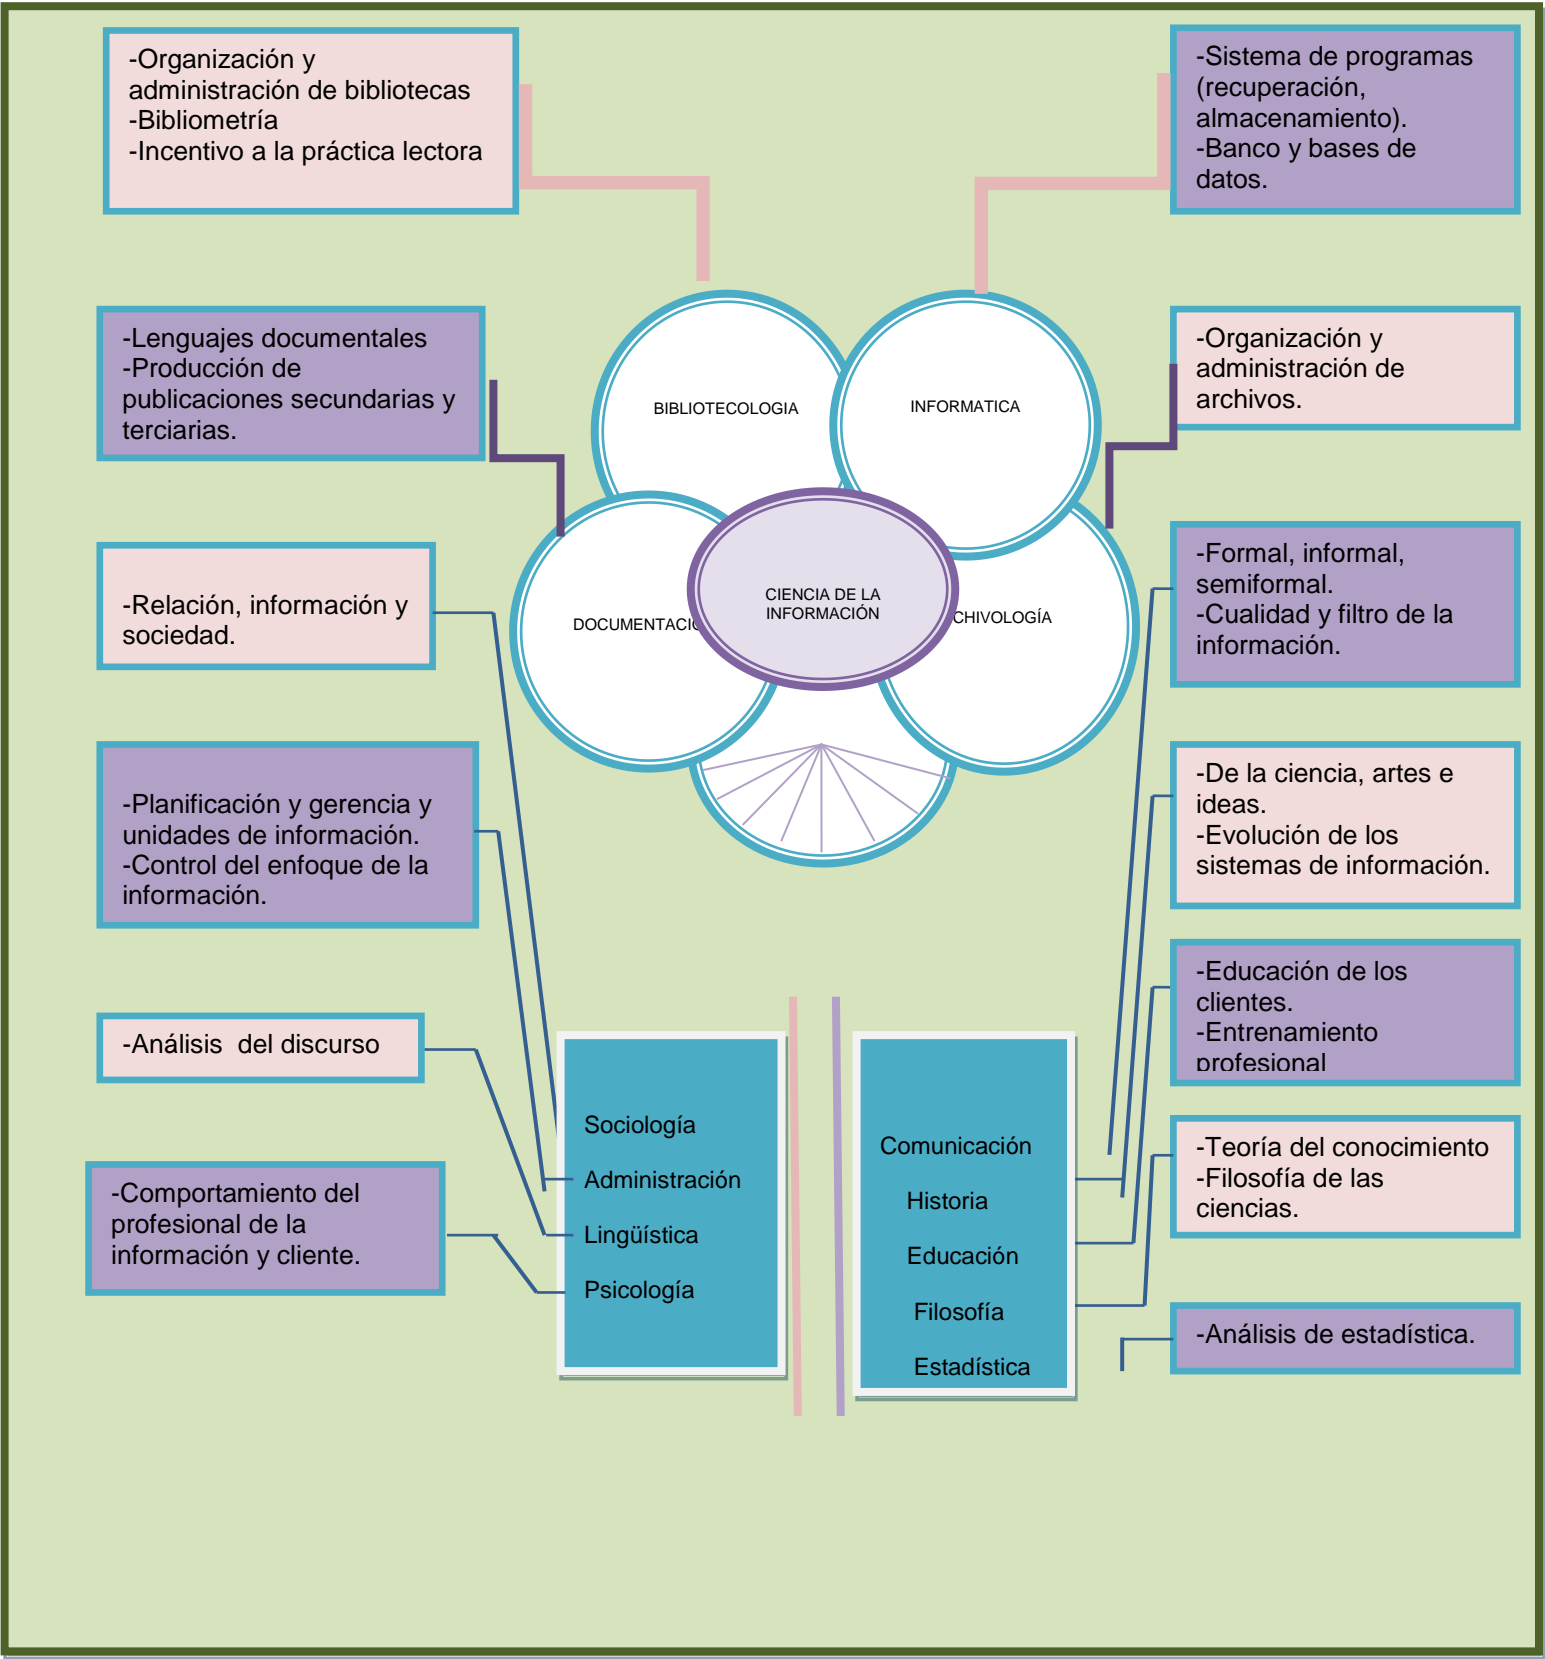 -Organización y
administración de bibliotecas
-Bibliometría
-Incentivo a la práctica lectora
-Sistema de programas
(recuperación,
almacenamiento).
-Banco y bases de
datos.
-Lenguajes documentales
-Producción de
publicaciones secundarias y
terciarias.
BIBLIOTECOLOGIA
INFORMATICA
-Organización y
administración de
archivos.
-Relación, información y
sociedad.
DOCUMENTACIÓ
CIENCIA DE LA
INFORMACIÓN
CHIVOLOGÍA
-Formal, informal,
semiformal.
-Cualidad y filtro de la
información.
-Planificación y gerencia y
unidades de información.
-Control del enfoque de la
información.
-De la ciencia, artes e
ideas.
-Evolución de los
sistemas de información.
-Educación de los
clientes.
-Entrenamiento
profesional
-Análisis  del discurso
-Comportamiento del
profesional de la
información y cliente.
Sociología
Administración
Lingüística
Psicología
Comunicación
Historia
Educación
Filosofía
Estadística
-Teoría del conocimiento
-Filosofía de las
ciencias.
-Análisis de estadística.